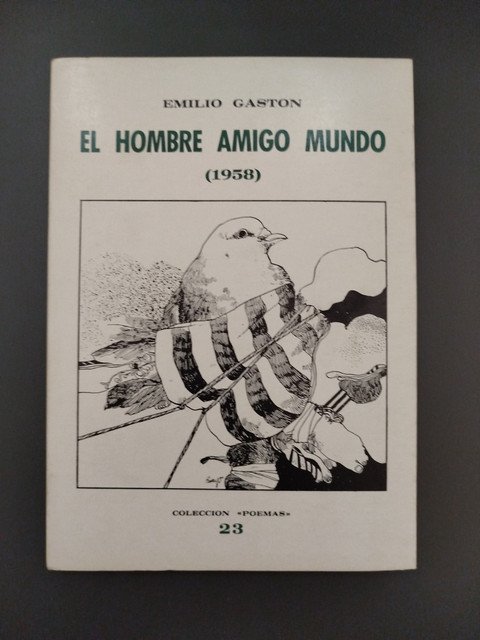 EMILIO GASTON
EL HOMBRE AMIGO MUNDO
(1958)
COLECCION «POEMAS»
23